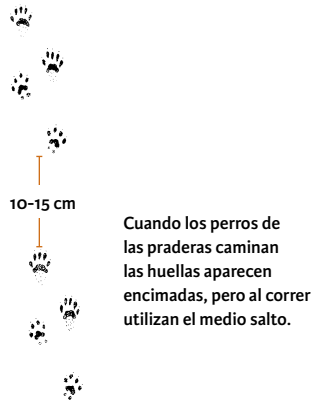 10-15 cm
Cuando los perros de
las praderas caminan
las huellas aparecen
encimadas, pero al correr
utilizan el medio salto.